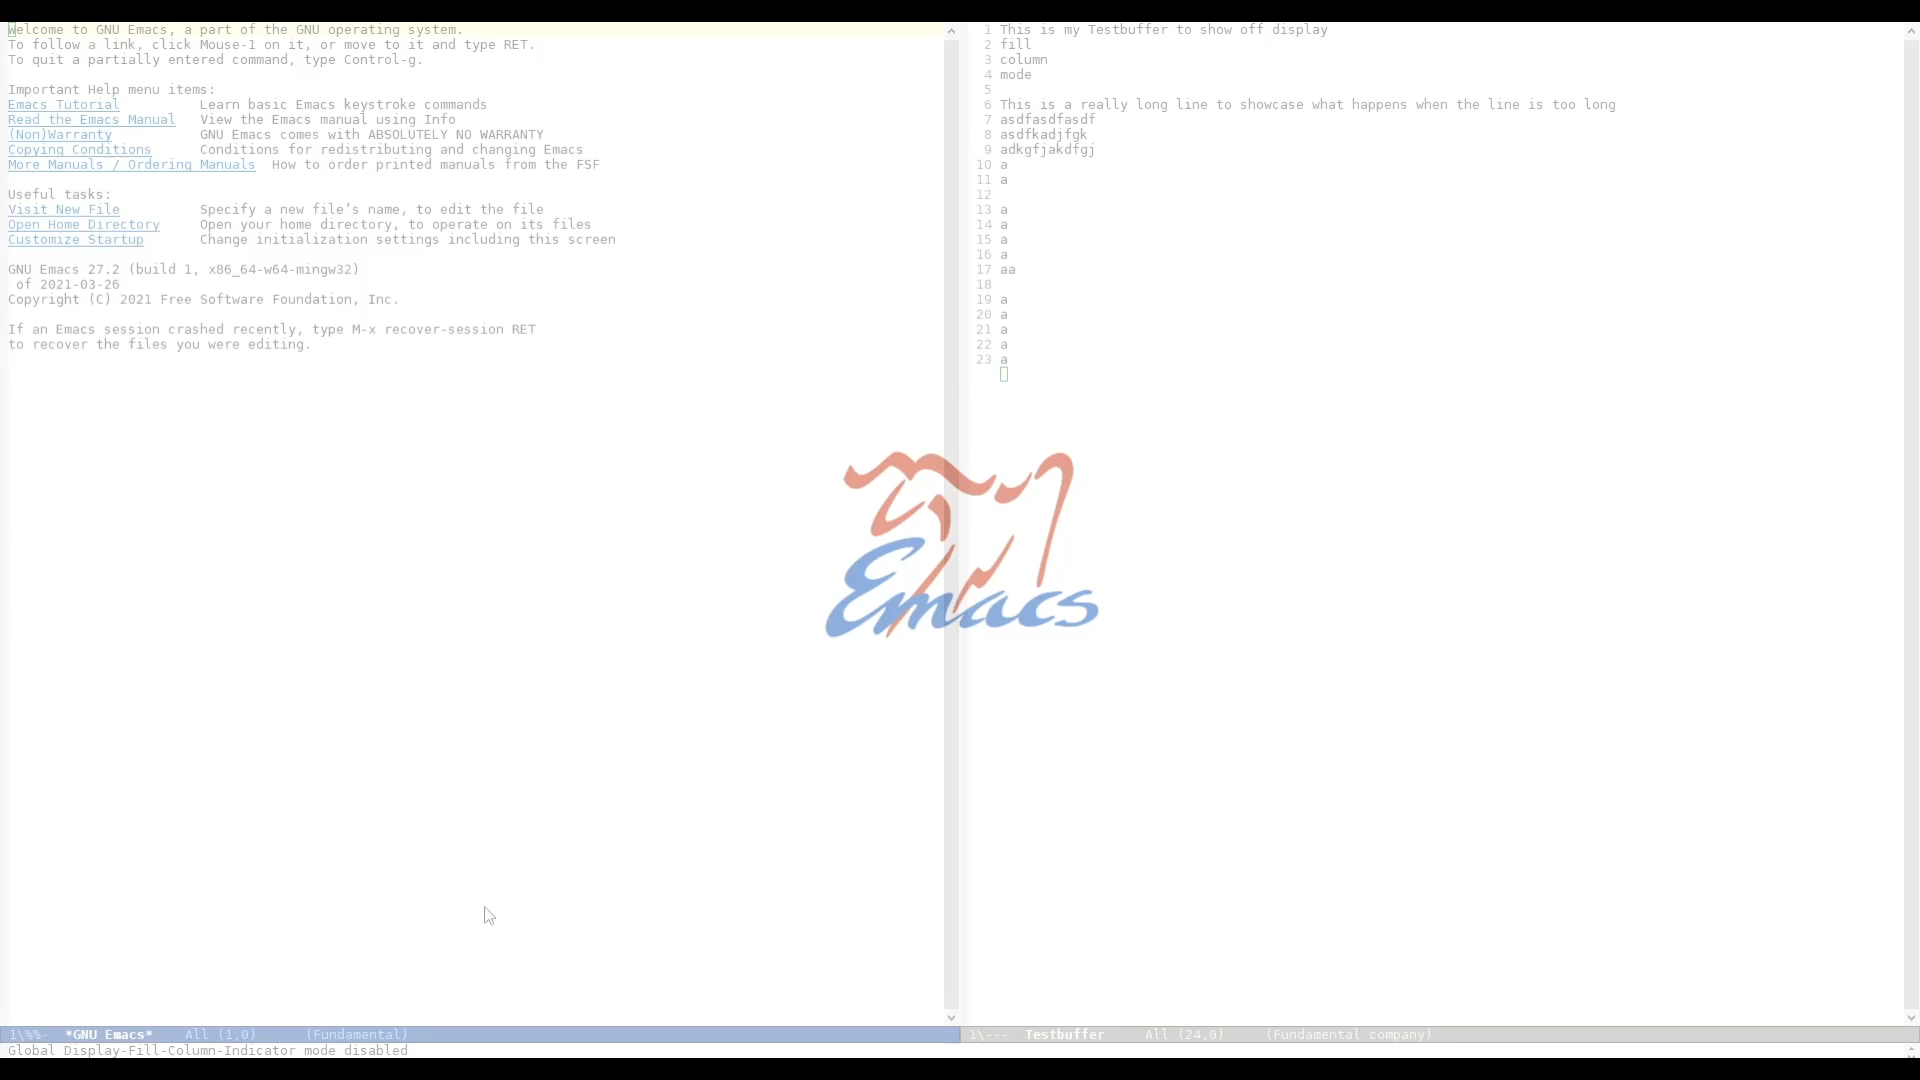 Welcome to GNU Emacs, a part of the GNU operating system.
To follow a link, click Mouse-1 on it, or move to it and type RET.
To quit a partially entered command, type Control-g.
Important Help menu items:
Emacs Tutorial Learn basic Emacs keystroke commands
Read the Emacs Manual View the Emacs manual using Info
(Non)Warranty GNU Emacs comes with ABSOLUTELY NO WARRANTY
Copying Conditions Conditions for redistributing and changing Emacs
More Manuals / Ordering Manuals How to order printed manuals from the FSF
Useful tasks:
Visit New File Specify a new file’s name, to edit the file
Open Home Directory Open your home directory, to operate on its files
Customize Startup Change initialization settings including this screen
GNU Emacs 27.2 (build 1, x86_64-w64-mingw32)
of 2021-03-26
Copyright (C) 2021 Free Software Foundation, Inc.
If an Emacs session crashed recently, type M-x recover-session RET
to recover the files you were editing.
1\%%- *GNU Emacs* All (1,0) (Fundamental)
1 This is my Testbuffer to show off display
2 fill
3 column
4 mode
5
6 This is a really long line to showcase what happens when the line is too long
7 asdfasdfasdf
8 asdfkadjfgk
9 adkgfjakdfgj
10 a
11 a
12
13 a
14 a
15 a
16 a
17 aa
18
19 a
20 a
21 a
22 a
23 a
1\--- Testbuffer All (24,0) (Fundamental company)
Emacs
Global Display-Fill-Column-Indicator mode disabled